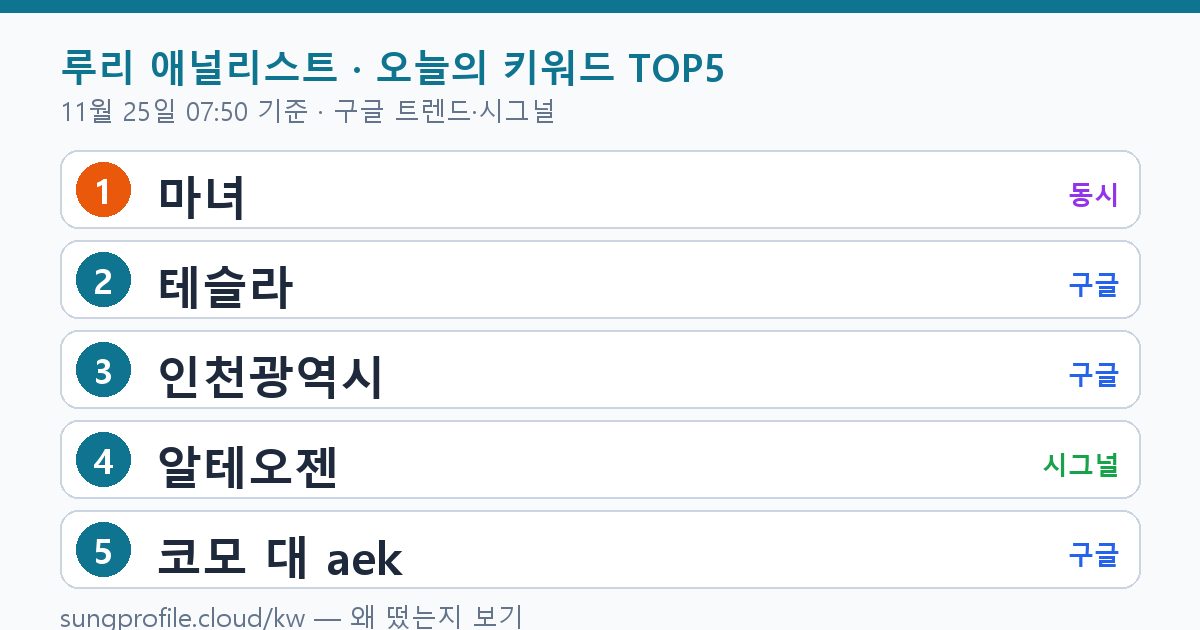 루리 애널리스트 · 오늘의 키워드 TOP5
11월 25일 07:50 기준 · 구글 트렌드·시그널
1 마녀 동시
2 테슬라 구글
3 인천광역시 구글
4 알테오젠 시그널
5 코모 대 aek 구글
sungprofile.cloud/kw — 왜 떴는지 보기